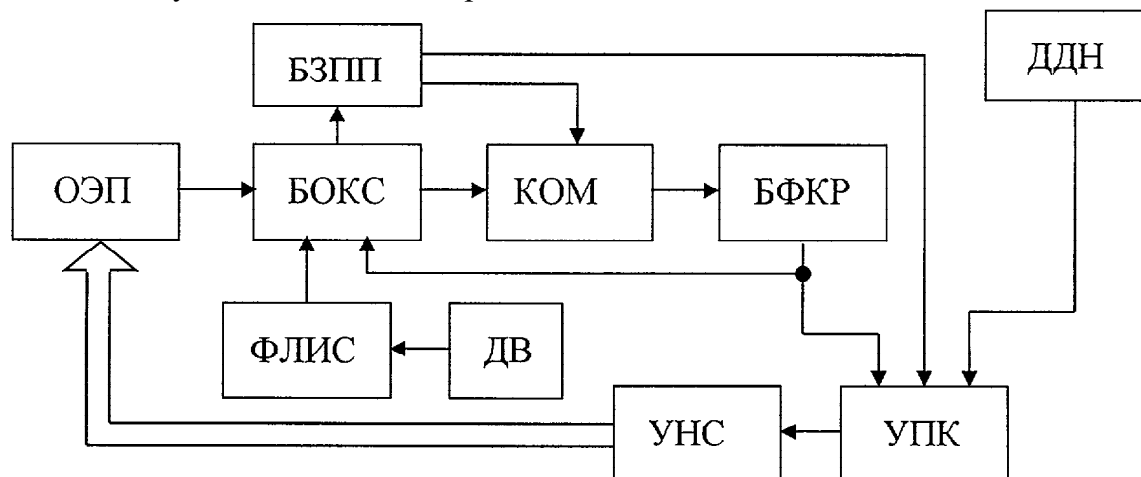 БЗПП
ДДН
ОЭП
БОКС
КОМ
БФКР
ФЛИС
ДВ
УНС
УПК